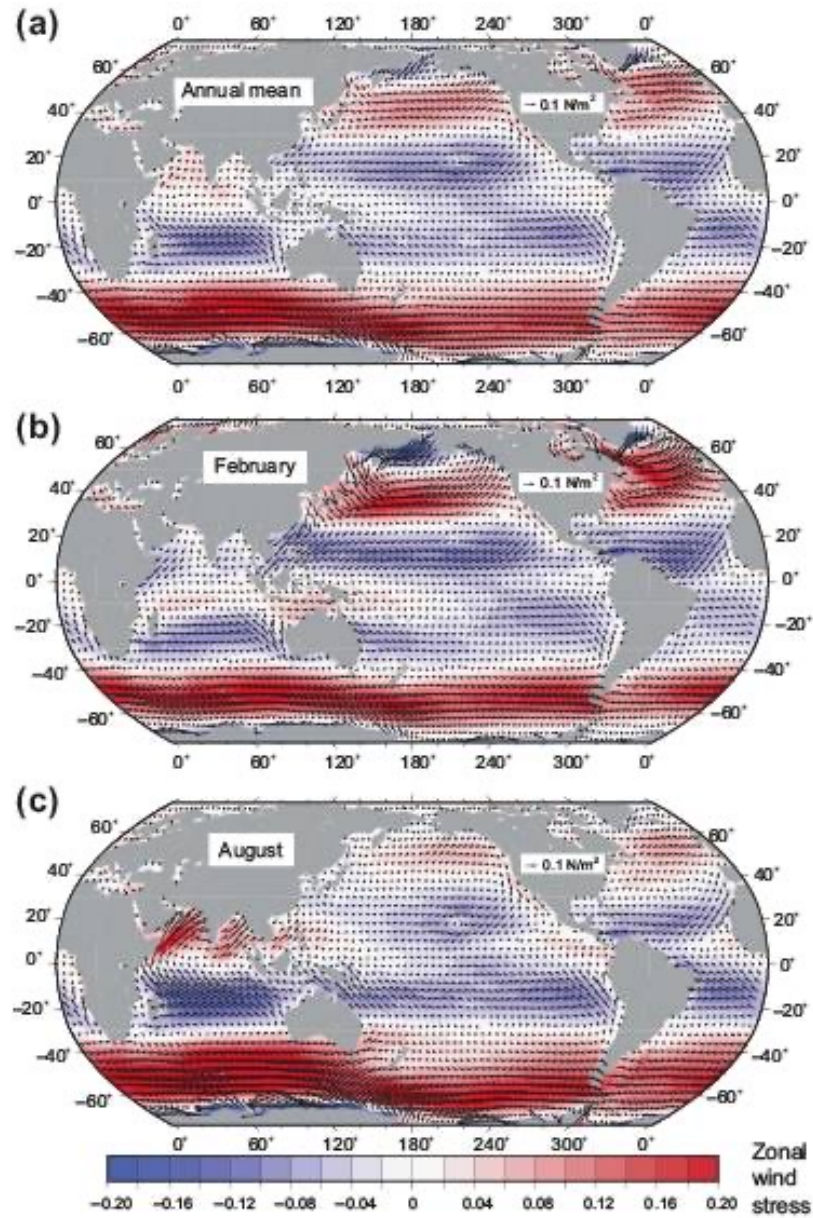 (a)
0˚ 60˚ 120˚ 180˚ 240˚ 300˚ 0˚
60˚ 60˚
Annual mean → 0.1 N/m²
40˚ 40˚
20˚ 20˚
0˚ 0˚
−20˚ −20˚
−40˚ −40˚
−60˚ −60˚
0˚ 60˚ 120˚ 180˚ 240˚ 300˚ 0˚
(b)
60˚ 60˚
February → 0.1 N/m²
40˚ 40˚
20˚ 20˚
0˚ 0˚
−20˚ −20˚
−40˚ −40˚
−60˚ −60˚
0˚ 60˚ 120˚ 180˚ 240˚ 300˚ 0˚
(c)
60˚ 60˚
August → 0.1 N/m²
40˚ 40˚
20˚ 20˚
0˚ 0˚
−20˚ −20˚
−40˚ −40˚
−60˚ −60˚
0˚ 60˚ 120˚ 180˚ 240˚ 300˚ 0˚
Zonal
wind
stress
−0.20 −0.16 −0.12 −0.08 −0.04 0 0.04 0.08 0.12 0.16 0.20